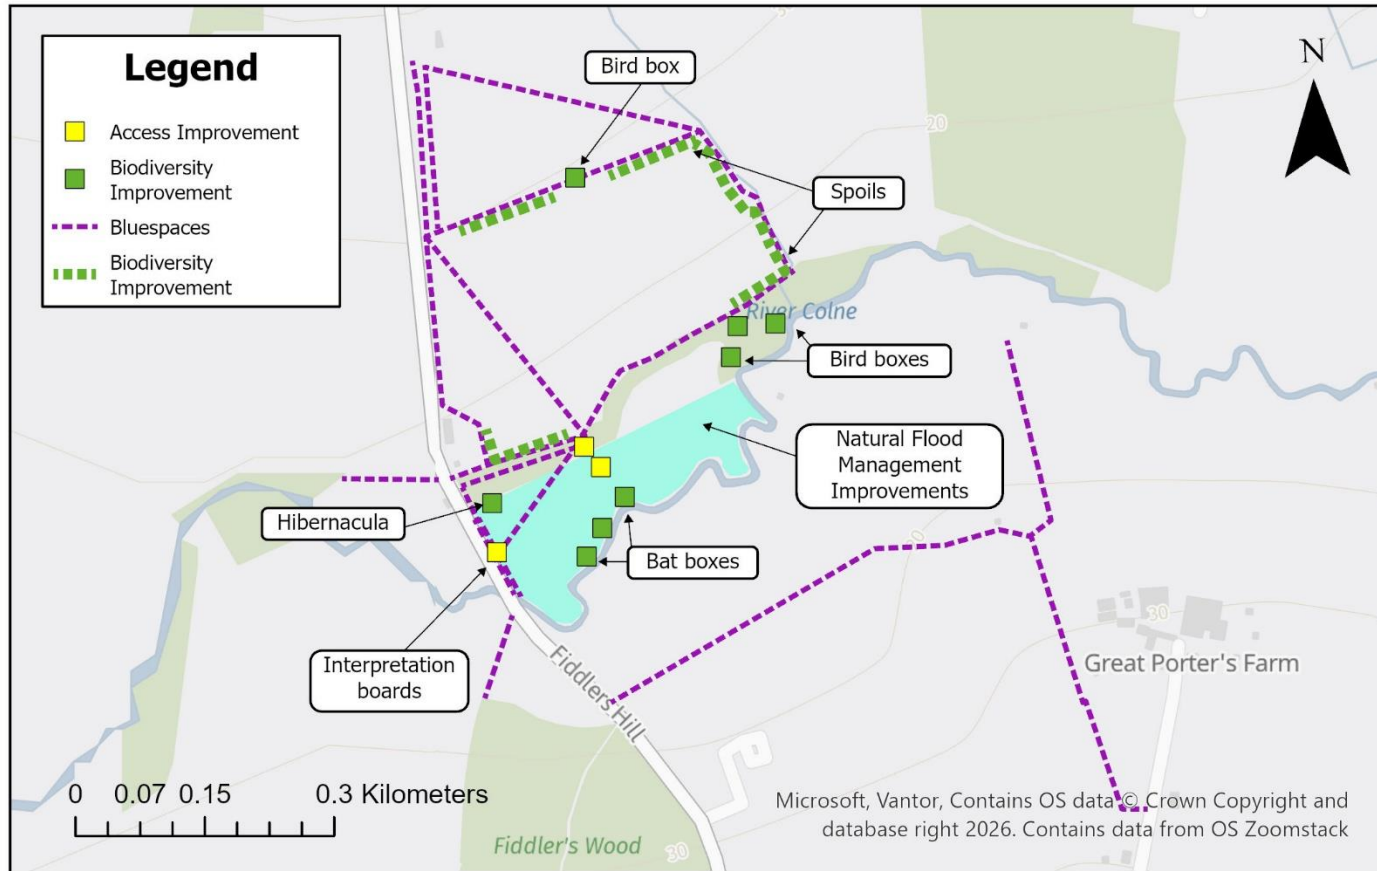 Legend
Access Improvement
Biodiversity
Improvement
Bluespaces
Biodiversity
Improvement
Bird box
N
20
Spoils
River Colne
Bird boxes
Natural Flood
Management
Improvements
Hibernacula
Bat boxes
Interpretation
boards
Fiddlers Hill
30
Great Porter's Farm
0 0.07 0.15 0.3 Kilometers
Fiddler's Wood
30
Microsoft, Vantor, Contains OS data © Crown Copyright and
database right 2026. Contains data from OS Zoomstack